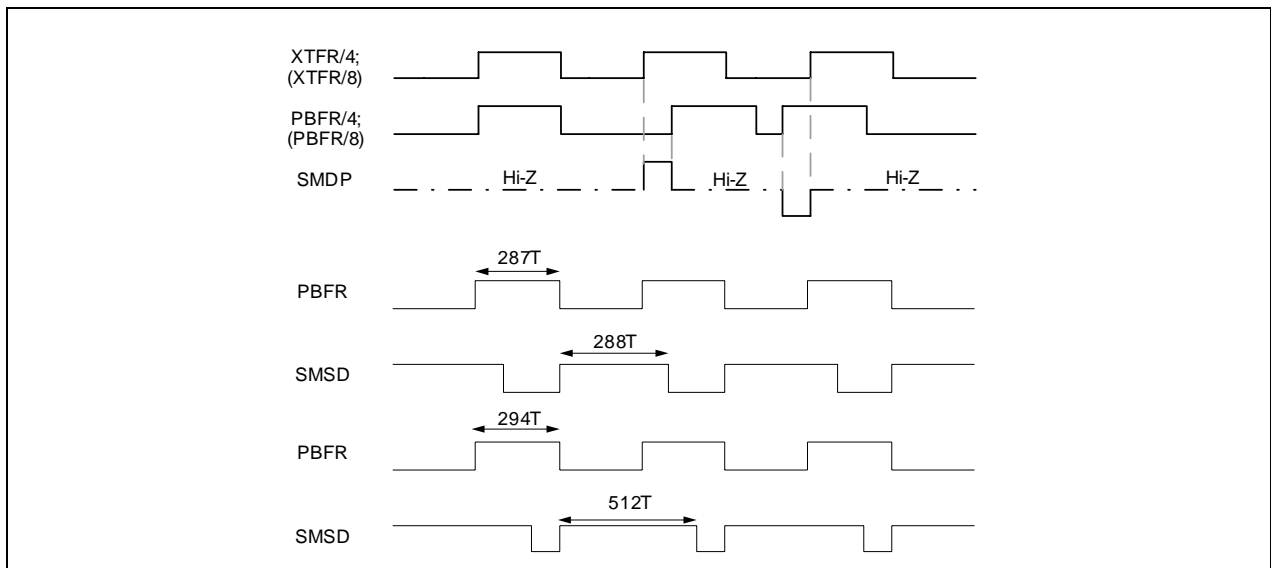 XTFR/4;
(XTFR/8)
PBFR/4;
(PBFR/8)
SMDP
Hi-Z
Hi-Z
Hi-Z
287T
PBFR
288T
SMSD
294T
PBFR
512T
SMSD